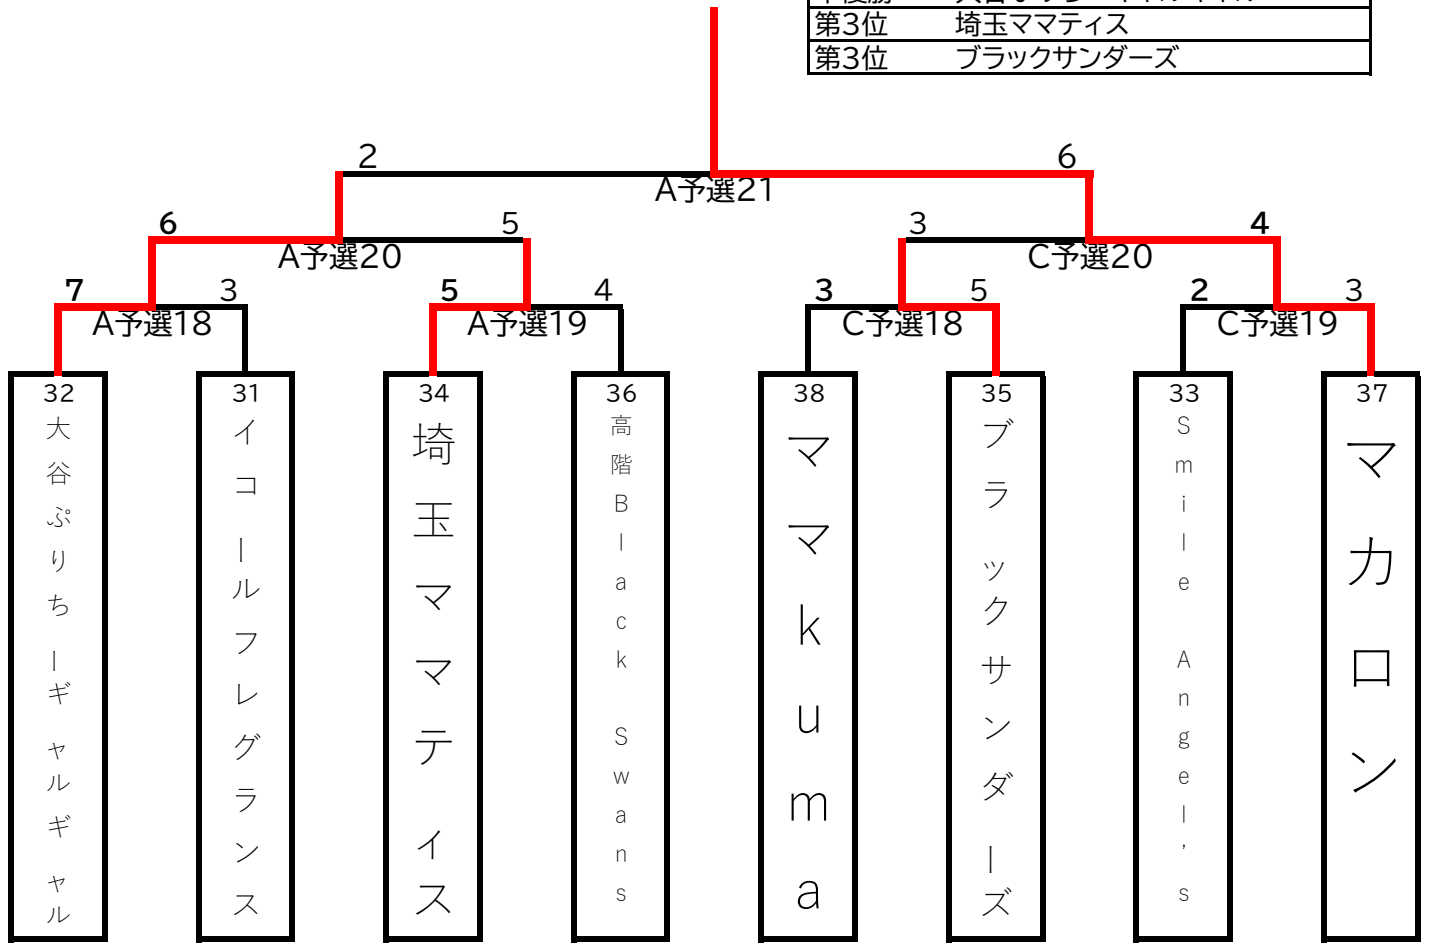 第3位 埼玉ママティス
第3位 ブラックサンダーズ
2 6
A予選21
6 5 3 4
A予選20 C予選20
7 3 5 4 3 5 2 3
A予選18 A予選19 C予選18 C予選19
32 31 34 36 38 35 33 37
大谷ぷりちーギャルギャル
イコールフレグランス
埼玉ママティス
高階Black Swans
ママkuma
ブラックサンダーズ
Smile Angel's
マカロン